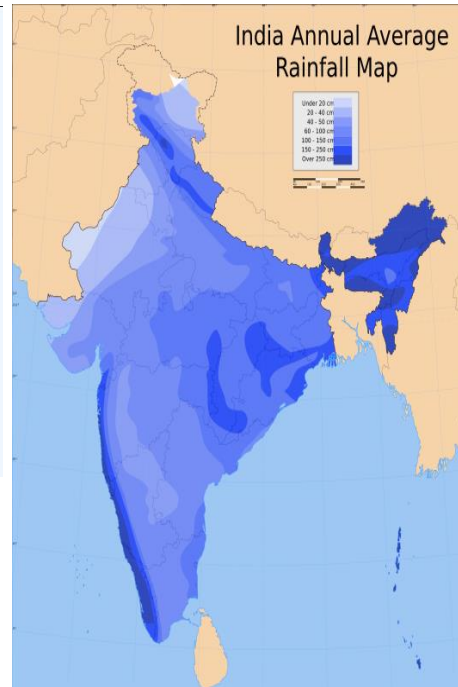 India Annual Average
Rainfall Map
Under 20 cm
20 - 40 cm
40 - 50 cm
60 - 100 cm
100 - 150 cm
150 - 250 cm
Over 250 cm